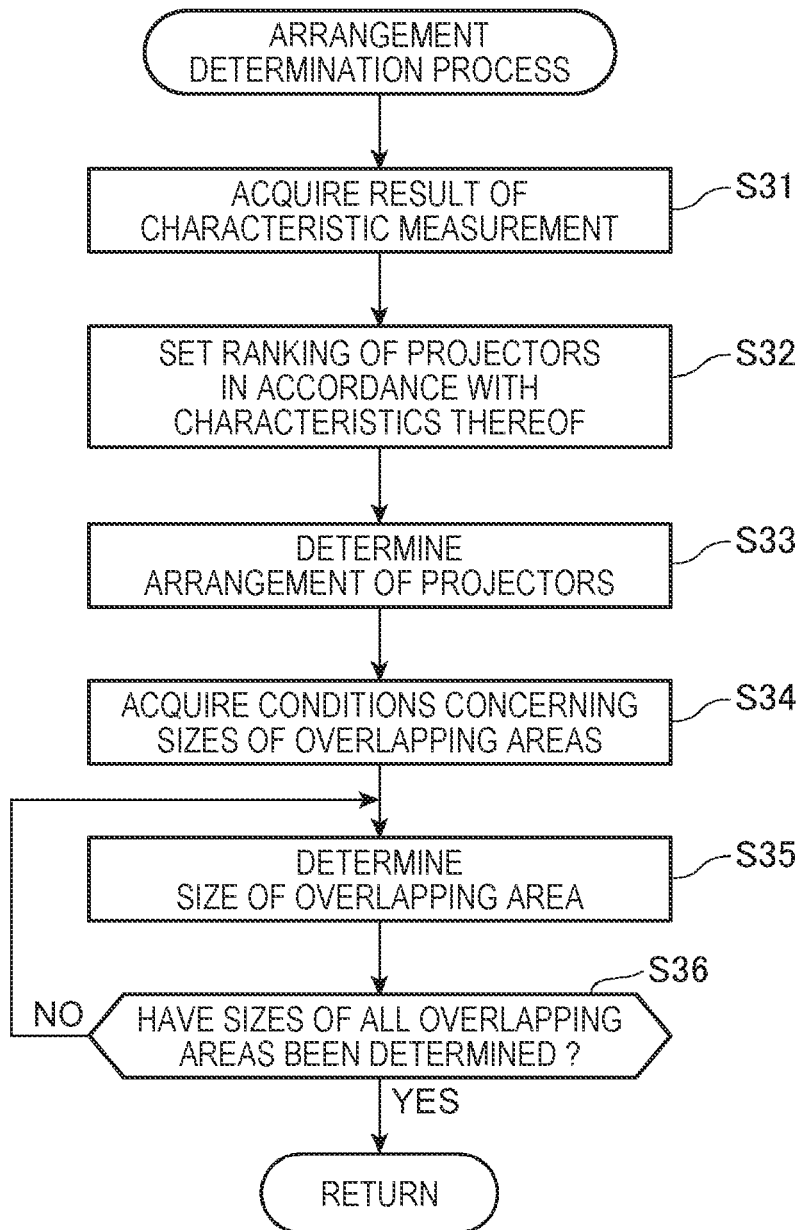 ARRANGEMENT
DETERMINATION PROCESS
ACQUIRE RESULT OF
CHARACTERISTIC MEASUREMENT
S31
SET RANKING OF PROJECTORS
IN ACCORDANCE WITH
CHARACTERISTICS THEREOF
S32
DETERMINE
ARRANGEMENT OF PROJECTORS
S33
ACQUIRE CONDITIONS CONCERNING
SIZES OF OVERLAPPING AREAS
S34
DETERMINE
SIZE OF OVERLAPPING AREA
S35
S36
HAVE SIZES OF ALL OVERLAPPING
AREAS BEEN DETERMINED ?
NO
YES
RETURN